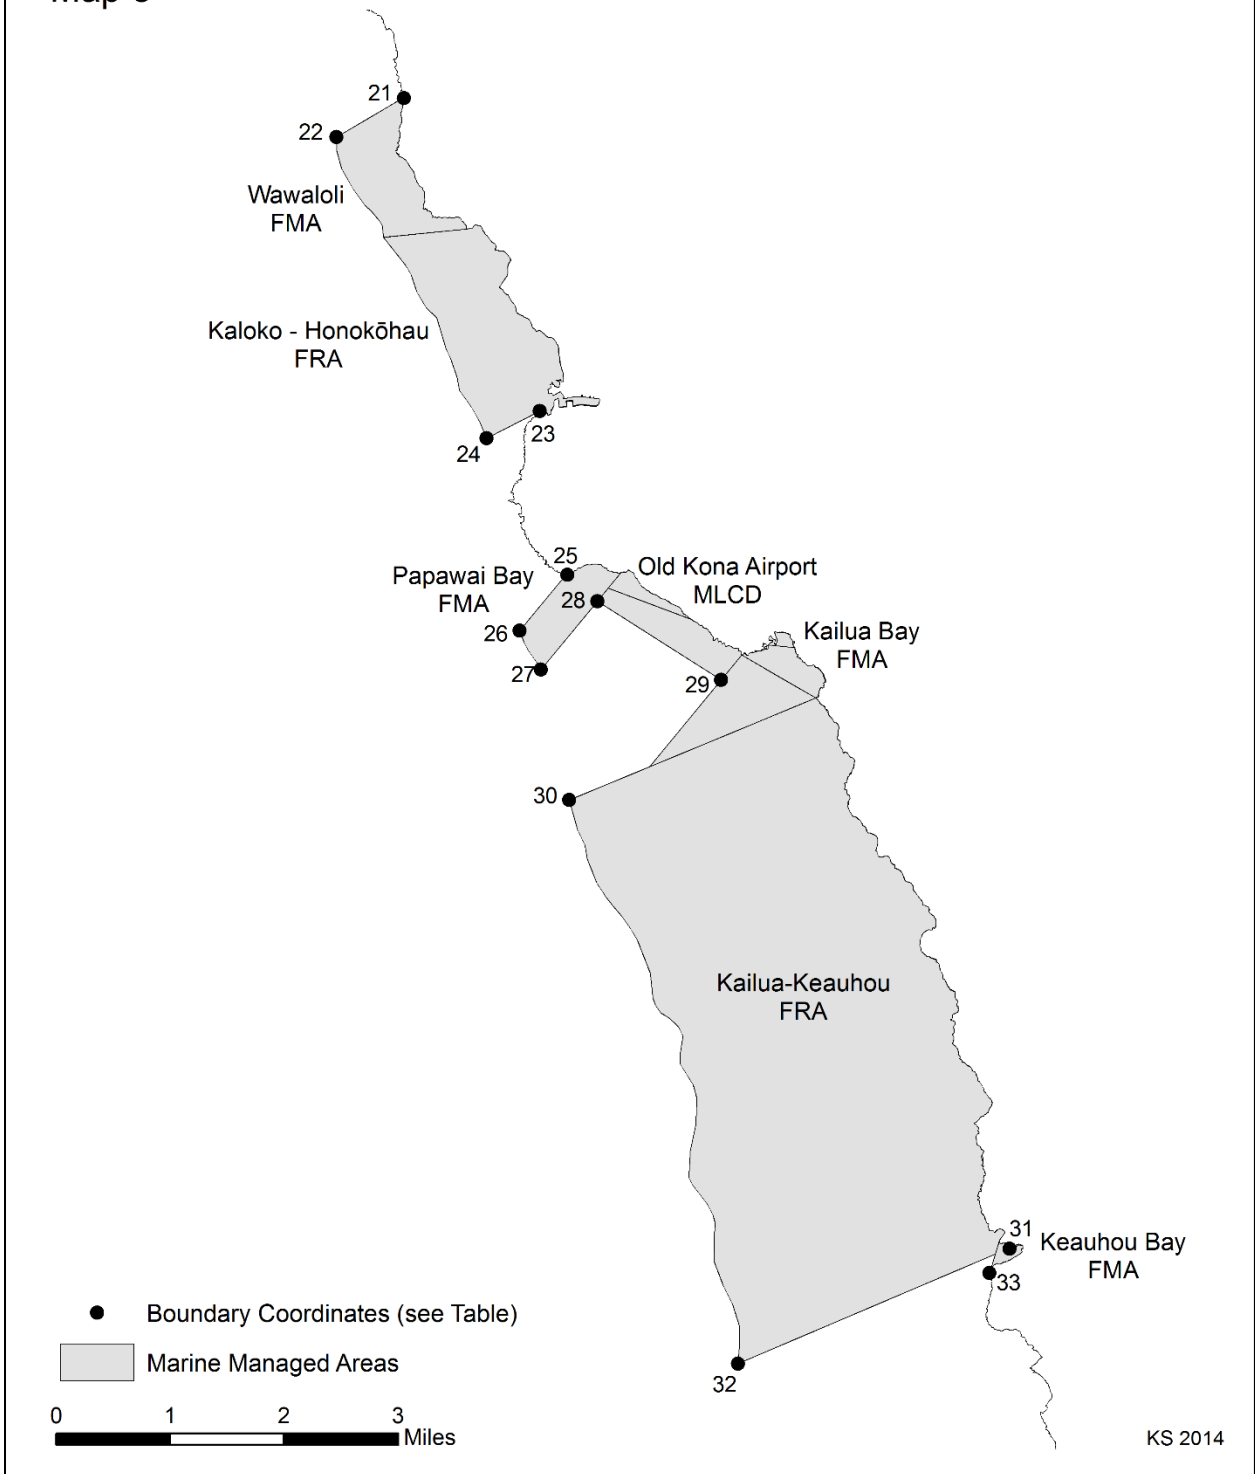 21
22
Wawaloli
FMA
Kaloko - Honokōhau
FRA
23
24
25
Papawai Bay
FMA
Old Kona Airport
MLCD
28
26
Kailua Bay
FMA
27
29
30
Kailua-Keauhou
FRA
31
Keauhou Bay
FMA
33
Boundary Coordinates (see Table)
Marine Managed Areas
32
0 1 2 3
Miles
KS 2014